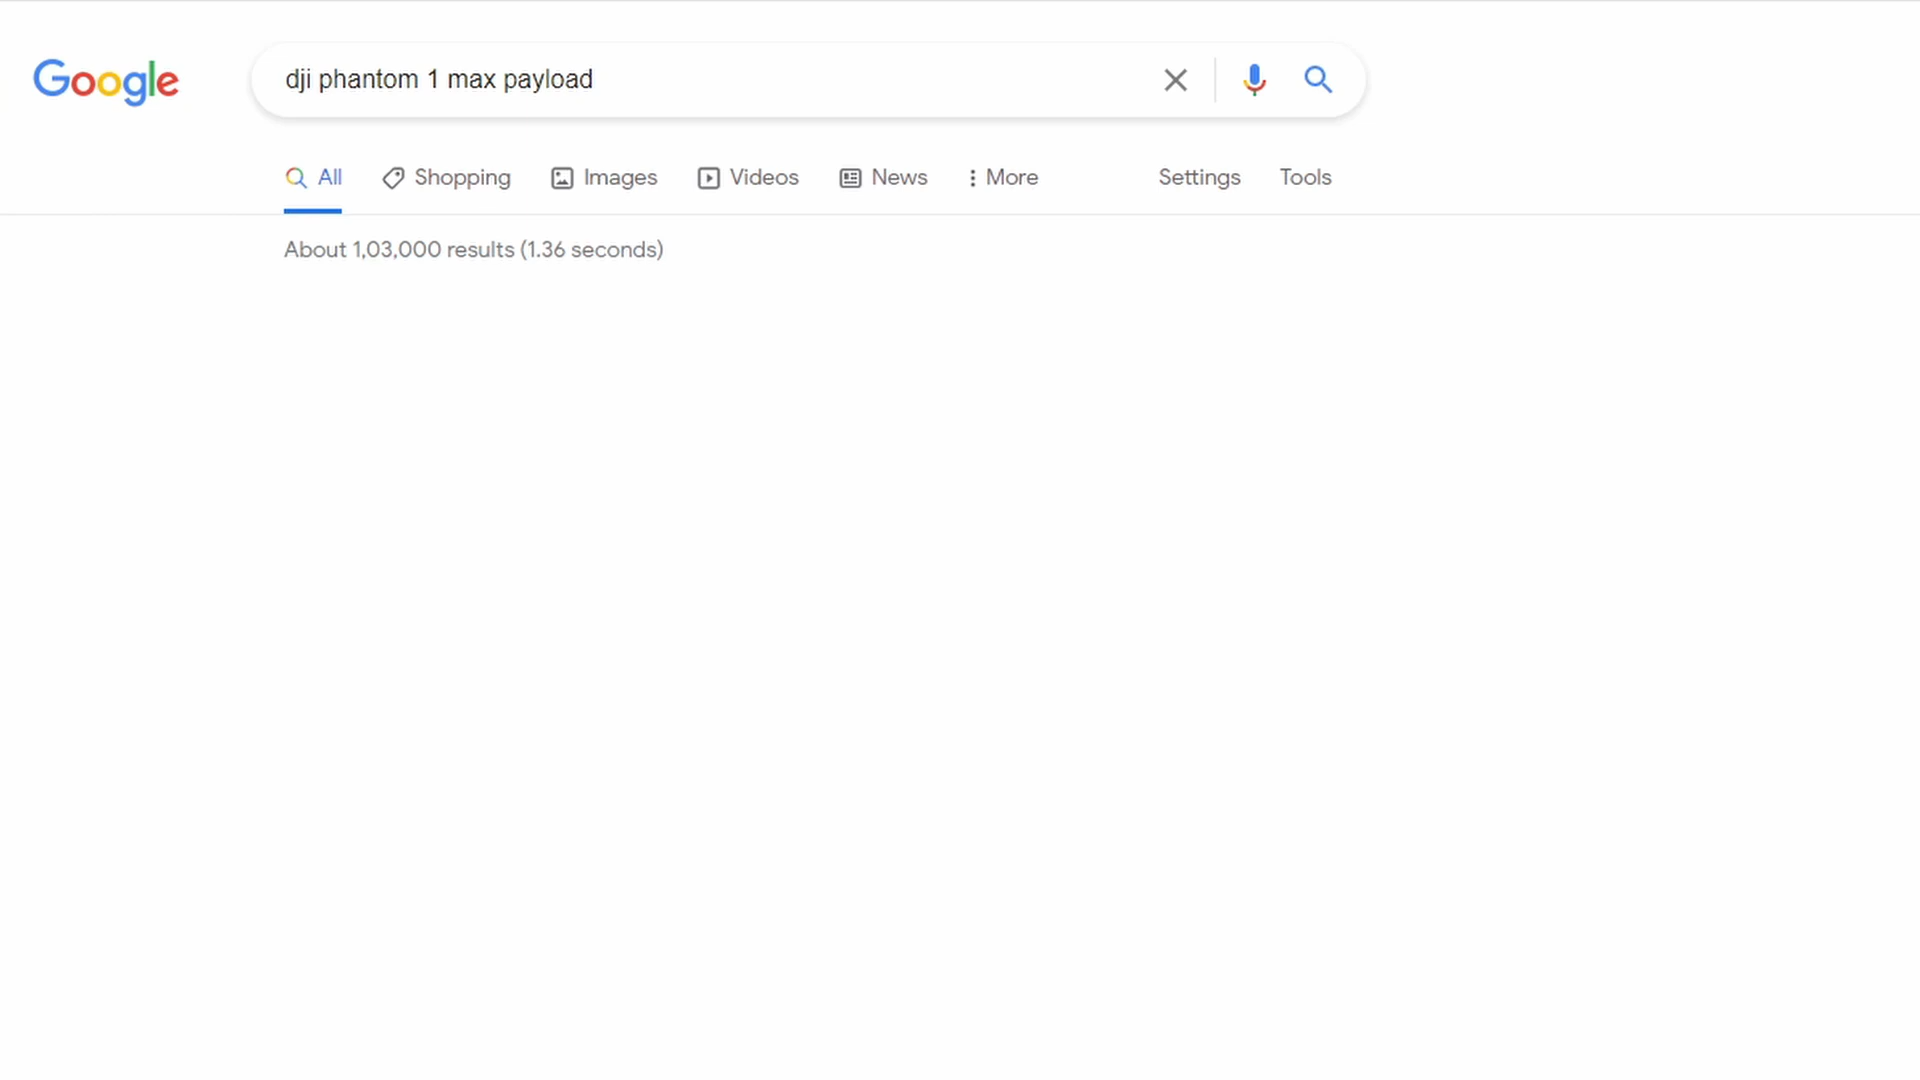 Google
dji phantom 1 max payload
All Shopping Images Videos News More Settings Tools
About 1,03,000 results (1.36 seconds)